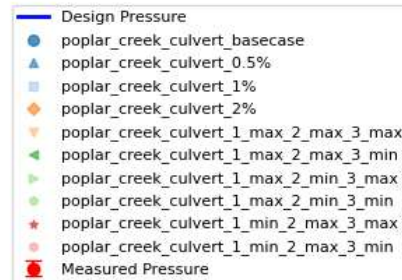 Design Pressure
poplar_creek_culvert_basecase
poplar_creek_culvert_0.5%
poplar_creek_culvert_1%
poplar_creek_culvert_2%
poplar_creek_culvert_1_max_2_max_3_max
poplar_creek_culvert_1_max_2_max_3_min
poplar_creek_culvert_1_max_2_min_3_max
poplar_creek_culvert_1_max_2_min_3_min
poplar_creek_culvert_1_min_2_max_3_max
poplar_creek_culvert_1_min_2_max_3_min
Measured Pressure